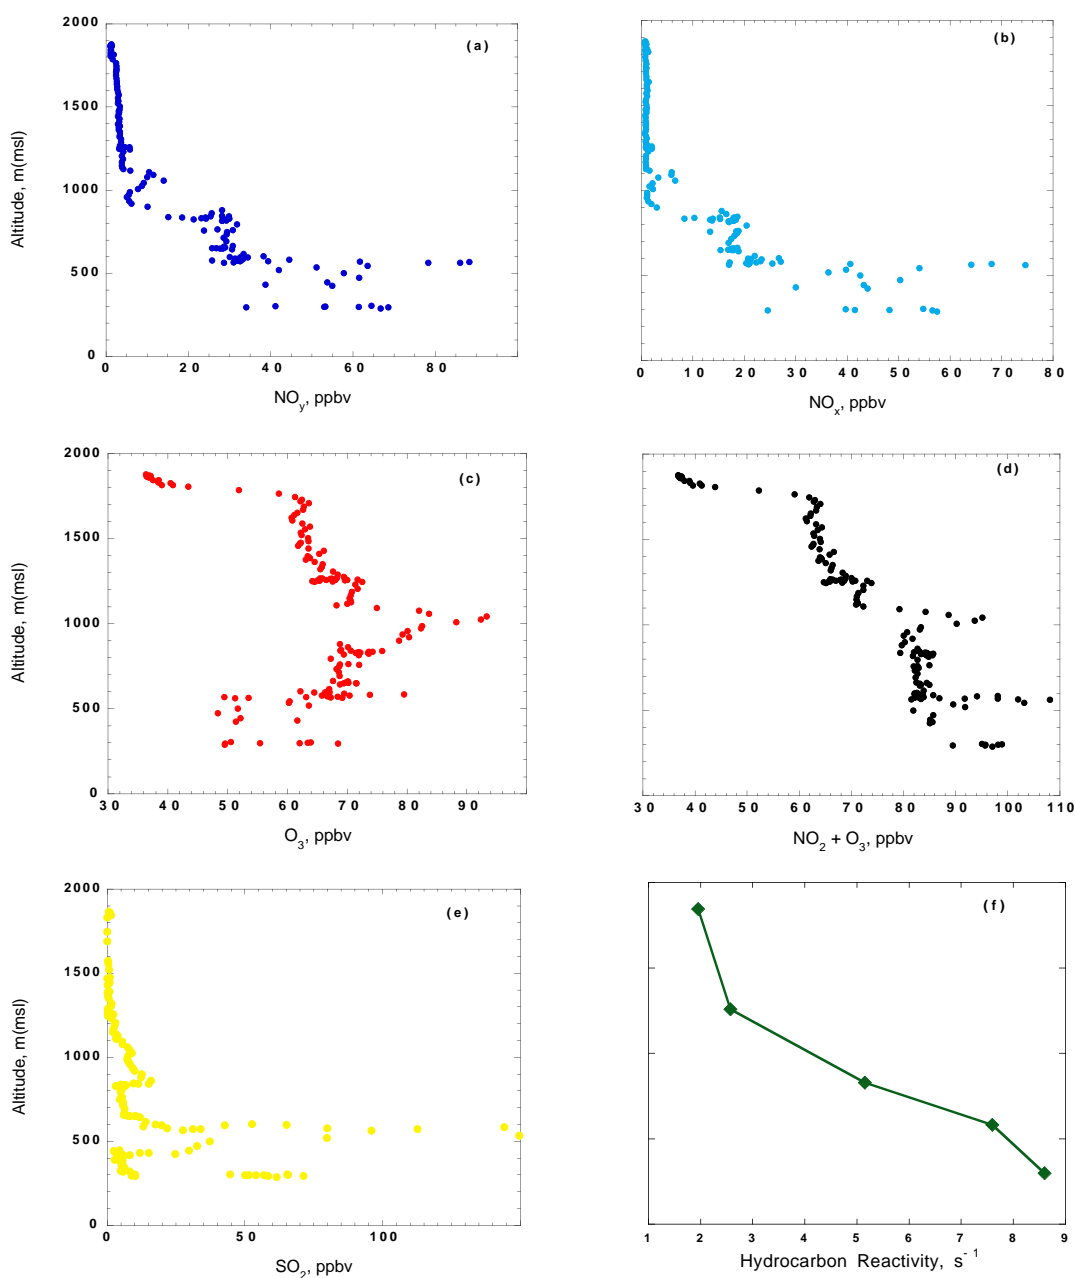 2000
(a)
(b)
1500
Altitude, m(msl)
1000
500
0
0 20 40 60 80
0 10 20 30 40 50 60 70 80
NOy, ppbv
NOx, ppbv
2000
(c)
(d)
1500
Altitude, m(msl)
1000
500
0
30 40 50 60 70 80 90
30 40 50 60 70 80 90 100 110
O3, ppbv
NO2 + O3, ppbv
2000
(e)
(f)
1500
Altitude, m(msl)
1000
500
0
0 50 100
1 2 3 4 5 6 7 8 9
SO2, ppbv
Hydrocarbon Reactivity, s-1